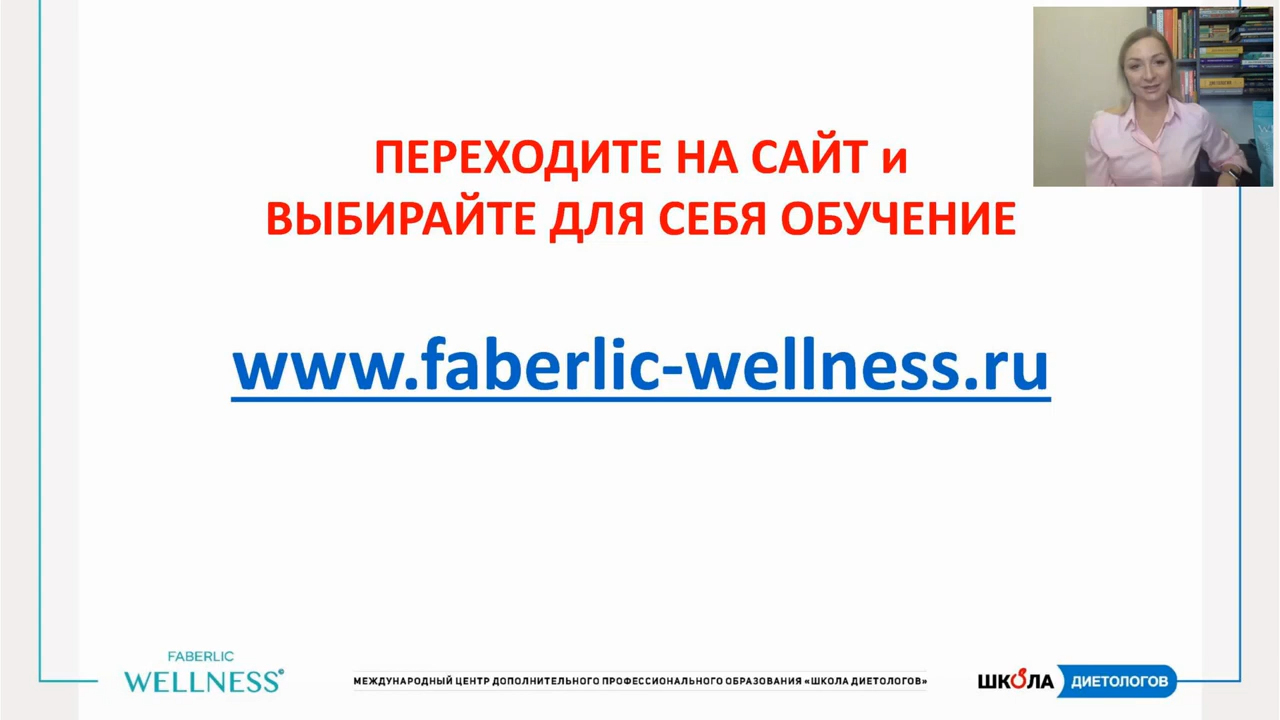 ПЕРЕХОДИТЕ НА САЙТ и
ВЫБИРАЙТЕ ДЛЯ СЕБЯ ОБУЧЕНИЕ
www.faberlic-wellness.ru
FABERLIC
WELLNESS
МЕЖДУНАРОДНЫЙ ЦЕНТР ДОПОЛНИТЕЛЬНОГО ПРОФЕССИОНАЛЬНОГО ОБРАЗОВАНИЯ «ШКОЛА ДИЕТОЛОГОВ»
ШКОЛА ДИЕТОЛОГОВ